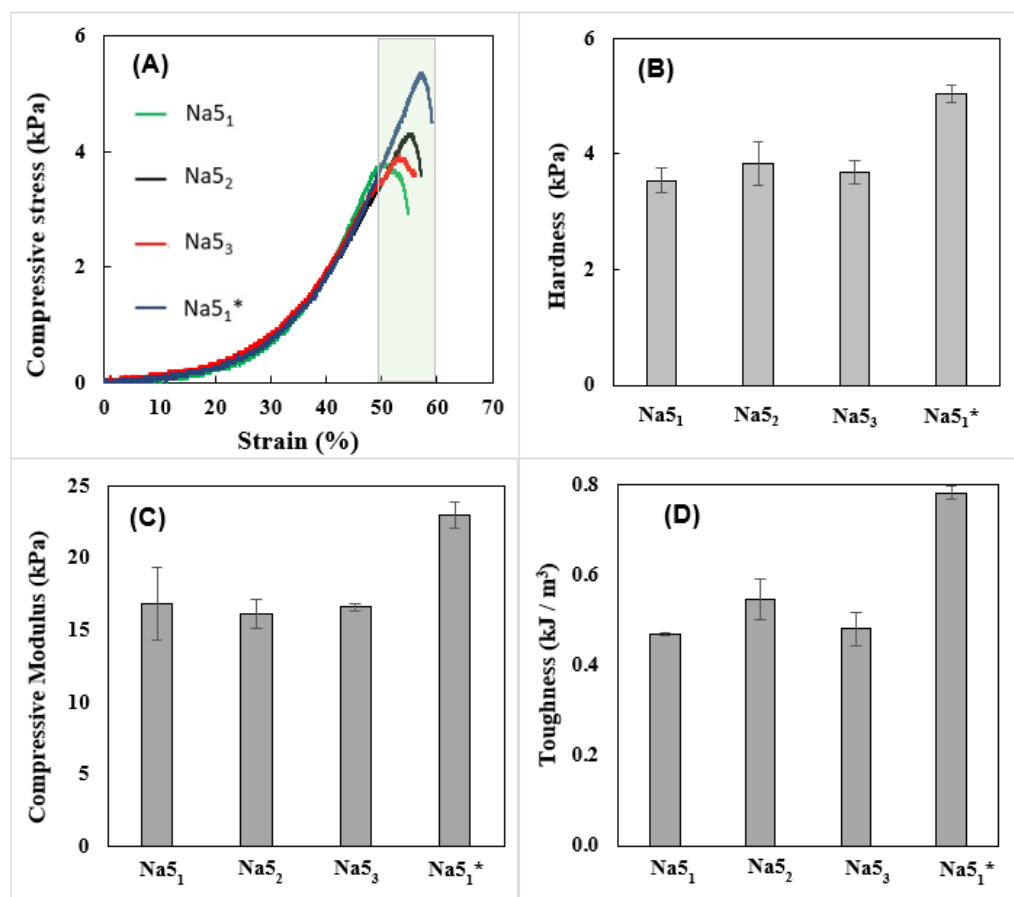 (A)
Compressive stress (kPa)
6
4
2
0
Na5₁
Na5₂
Na5₃
Na5₁*
0 10 20 30 40 50 60 70
Strain (%)
(B)
Hardness (kPa)
6
4
2
0
Na5₁ Na5₂ Na5₃ Na5₁*
(C)
Compressive Modulus (kPa)
25
20
15
10
5
0
Na5₁ Na5₂ Na5₃ Na5₁*
(D)
Toughness (kJ / m³)
0.8
0.6
0.4
0.2
0.0
Na5₁ Na5₂ Na5₃ Na5₁*